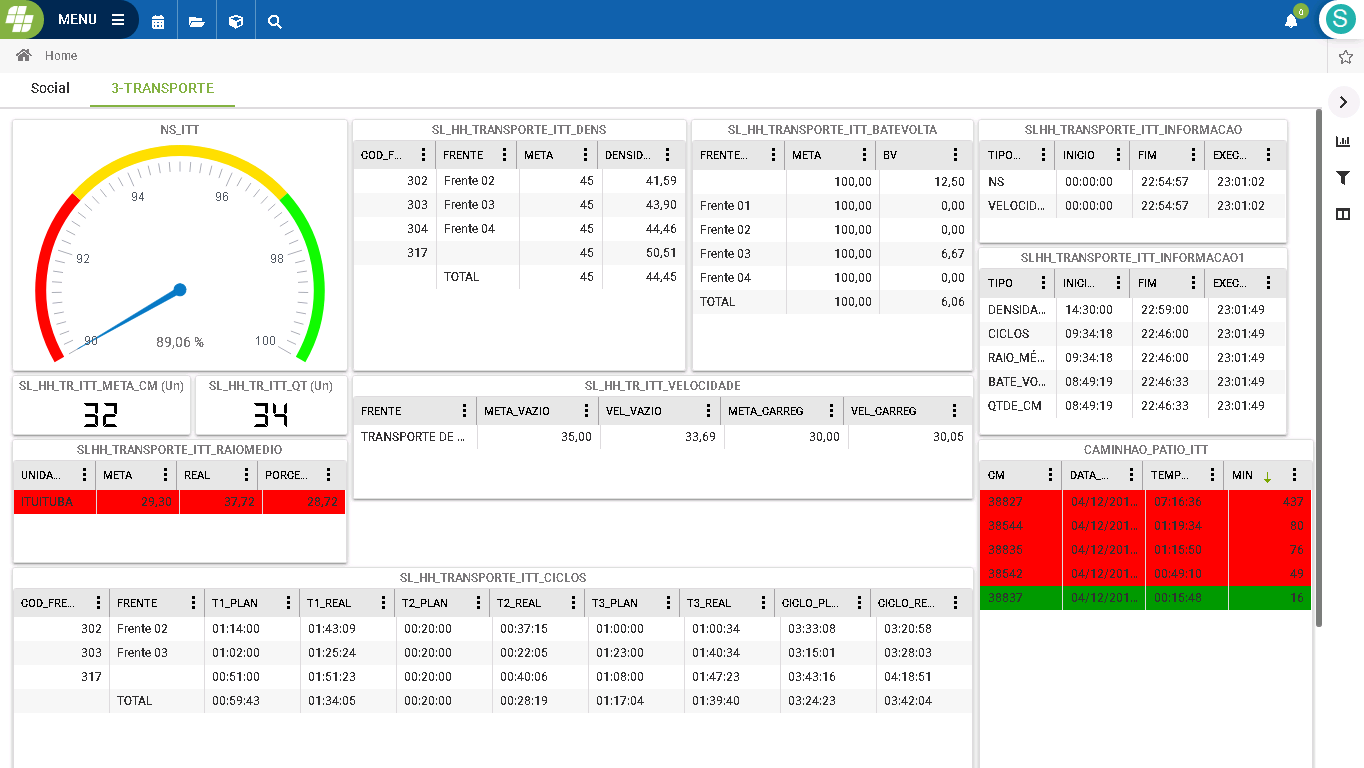 MENU
0
S
Home
Social 3-TRANSPORTE
NS_ITT
94 96
92 98
90 100
89,06 %
SL_HH_TR_ITT_META_CM (Un)
32
SL_HH_TR_ITT_QT (Un)
34
SLHH_TRANSPORTE_ITT_RAIOMEDIO
UNIDA... META REAL PORCE...
ITUITUBA 29,30 37,72 28,72
SL_HH_TRANSPORTE_ITT_DENS
COD_F... FRENTE META DENSID...
302 Frente 02 45 41,59
303 Frente 03 45 43,90
304 Frente 04 45 44,46
317 45 50,51
TOTAL 45 44,45
SL_HH_TRANSPORTE_ITT_BATEVOLTA
FRENTE... META BV
100,00 12,50
Frente 01 100,00 0,00
Frente 02 100,00 0,00
Frente 03 100,00 6,67
Frente 04 100,00 0,00
TOTAL 100,00 6,06
SL_HH_TR_ITT_VELOCIDADE
FRENTE META_VAZIO VEL_VAZIO META_CARREG VEL_CARREG
TRANSPORTE DE ... 35,00 33,69 30,00 30,05
SLHH_TRANSPORTE_ITT_INFORMACAO
TIPO... INICIO FIM EXEC...
NS 00:00:00 22:54:57 23:01:02
VELOCID... 00:00:00 22:54:57 23:01:02
SLHH_TRANSPORTE_ITT_INFORMACAO1
TIPO INICI... FIM EXEC...
DENSIDA... 14:30:00 22:59:00 23:01:49
CICLOS 09:34:18 22:46:00 23:01:49
RAIO_MÉ... 09:34:18 22:46:00 23:01:49
BATE_VO... 08:49:19 22:46:33 23:01:49
QTDE_CM 08:49:19 22:46:33 23:01:49
CAMINHAO_PATIO_ITT
CM DATA_... TEMP... MIN
38827 04/12/201... 07:16:36 437
38544 04/12/201... 01:19:34 80
38835 04/12/201... 01:15:50 76
38542 04/12/201... 00:49:10 49
38837 04/12/201... 00:15:48 16
SL_HH_TRANSPORTE_ITT_CICLOS
COD_FRE... FRENTE T1_PLAN T1_REAL T2_PLAN T2_REAL T3_PLAN T3_REAL CICLO_PL... CICLO_RE...
302 Frente 02 01:14:00 01:43:09 00:20:00 00:37:15 01:00:00 01:00:34 03:33:08 03:20:58
303 Frente 03 01:02:00 01:25:24 00:20:00 00:22:05 01:23:00 01:40:34 03:15:01 03:28:03
317 00:51:00 01:51:23 00:20:00 00:40:06 01:08:00 01:47:23 03:43:16 04:18:51
TOTAL 00:59:43 01:34:05 00:20:00 00:28:19 01:17:04 01:39:40 03:24:23 03:42:04